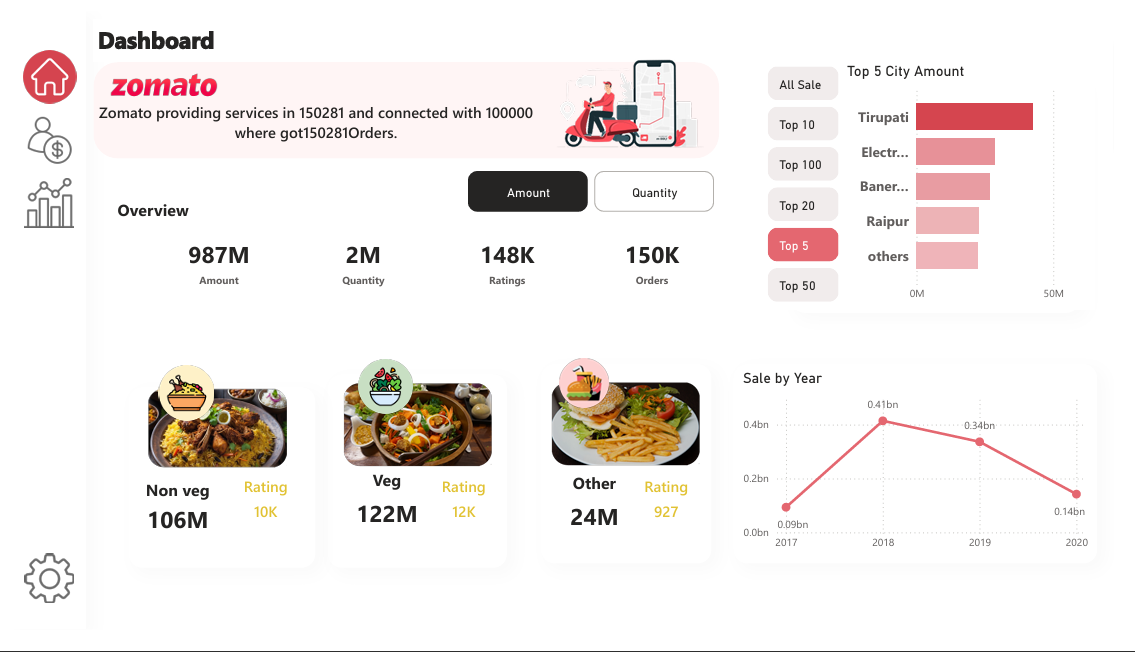 Dashboard
zomato
Zomato providing services in 150281 and connected with 100000
where got150281Orders.
Amount
Quantity
Overview
987M
Amount
2M
Quantity
148K
Ratings
150K
Orders
All Sale
Top 10
Top 100
Top 20
Top 5
Top 50
Top 5 City Amount
Tirupati
Electr...
Baner...
Raipur
others
0M
50M
Non veg
106M
Rating
10K
Veg
122M
Rating
12K
Other
24M
Rating
927
Sale by Year
0.4bn
0.2bn
0.0bn
0.09bn
0.41bn
0.34bn
0.14bn
2017
2018
2019
2020